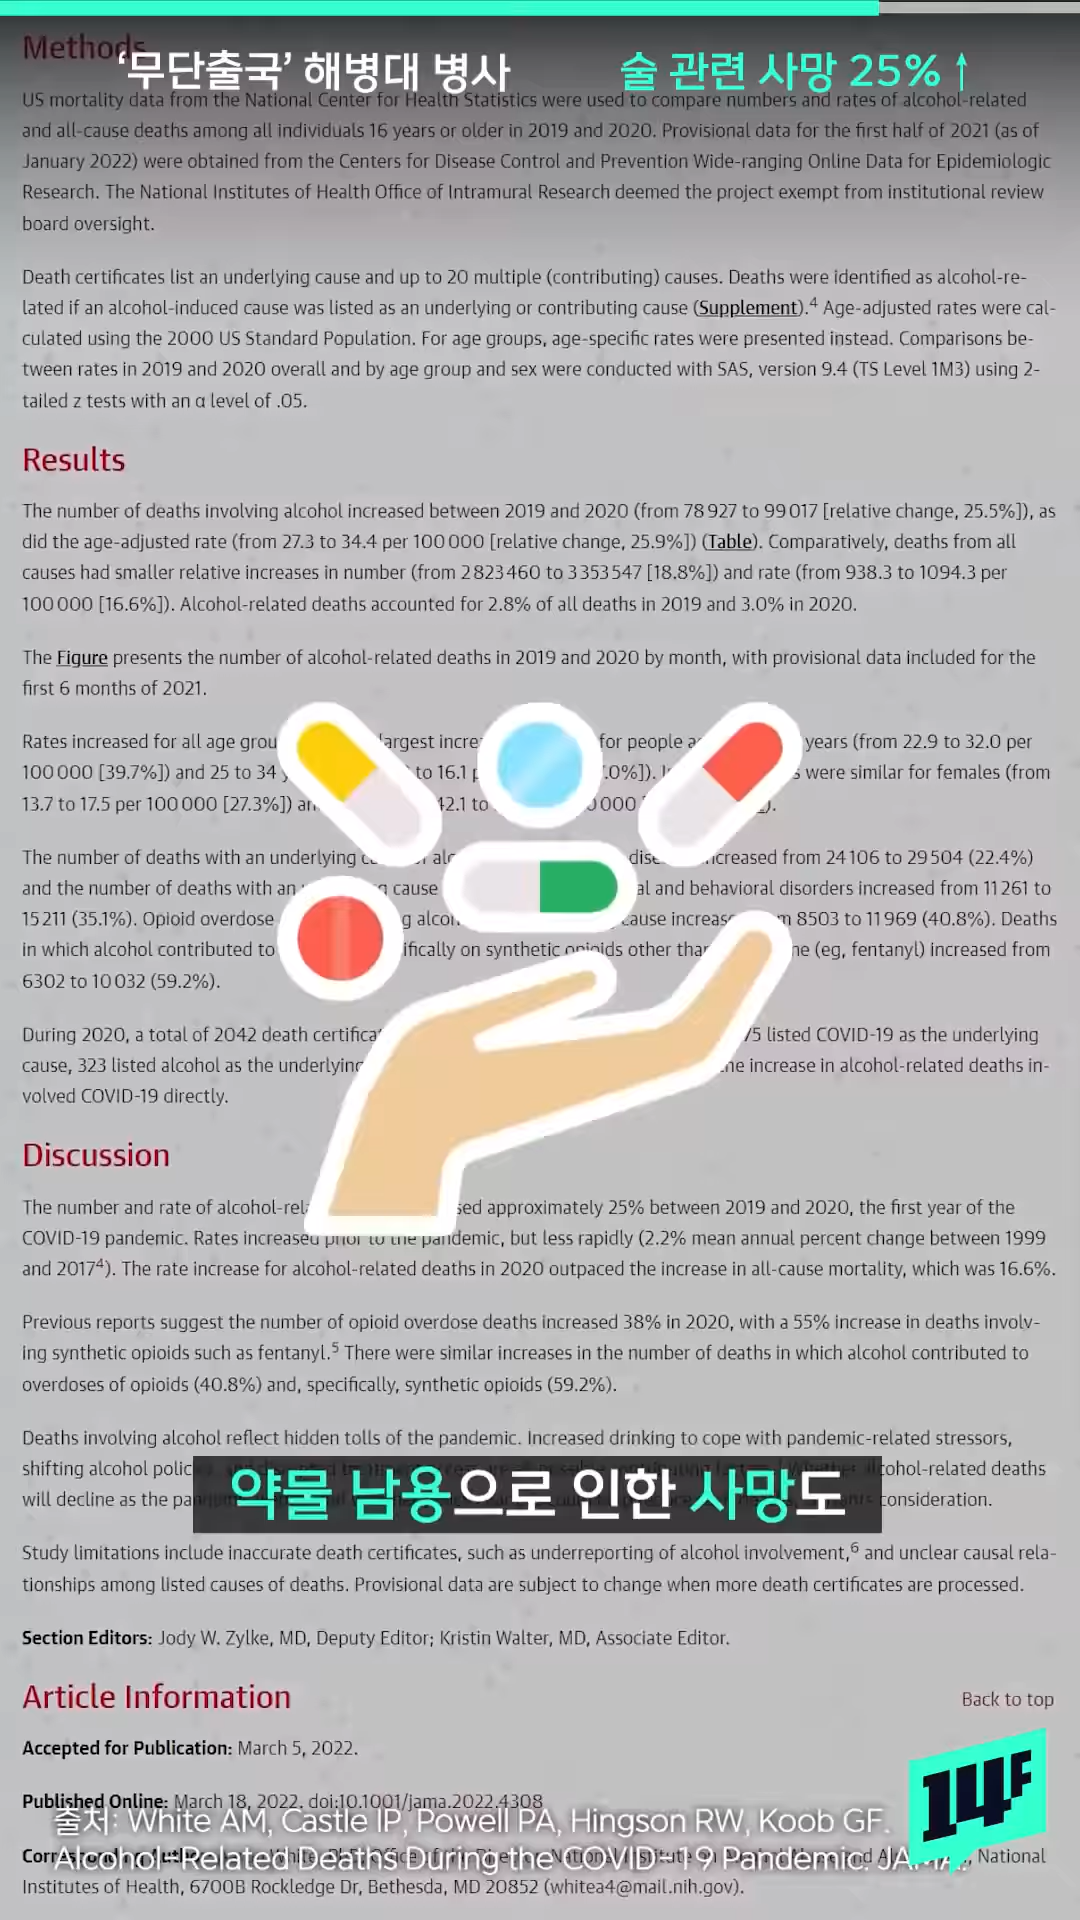 Methods
‘무단출국’ 해병대 병사
술 관련 사망 25%↑
US mortality data from the National Center for Health Statistics were used to compare numbers and rates of alcohol-related
and all-cause deaths among all individuals 16 years or older in 2019 and 2020. Provisional data for the first half of 2021 (as of
January 2022) were obtained from the Centers for Disease Control and Prevention Wide-ranging Online Data for Epidemiologic
Research. The National Institutes of Health Office of Intramural Research deemed the project exempt from institutional review
board oversight.
Death certificates list an underlying cause and up to 20 multiple (contributing) causes. Deaths were identified as alcohol-re-
lated if an alcohol-induced cause was listed as an underlying or contributing cause (Supplement).4 Age-adjusted rates were cal-
culated using the 2000 US Standard Population. For age groups, age-specific rates were presented instead. Comparisons be-
tween rates in 2019 and 2020 overall and by age group and sex were conducted with SAS, version 9.4 (TS Level 1M3) using 2-
tailed z tests with an α level of .05.
Results
The number of deaths involving alcohol increased between 2019 and 2020 (from 78 927 to 99 017 [relative change, 25.5%]), as
did the age-adjusted rate (from 27.3 to 34.4 per 100 000 [relative change, 25.9%]) (Table). Comparatively, deaths from all
causes had smaller relative increases in number (from 2 823 460 to 3 353 547 [18.8%]) and rate (from 938.3 to 1094.3 per
100 000 [16.6%]). Alcohol-related deaths accounted for 2.8% of all deaths in 2019 and 3.0% in 2020.
The Figure presents the number of alcohol-related deaths in 2019 and 2020 by month, with provisional data included for the
first 6 months of 2021.
Rates increased for all age for people years (from 22.9 to 32.0 per
100 000 [39.7%]) and 25 to 34 to 16.1 were similar for females (from
13.7 to 17.5 per 100 000 [27.3%])
The number of deaths with an underlying increased from 24 106 to 29 504 (22.4%)
and the number of deaths with an cause and behavioral disorders increased from 11 261 to
15 211 (35.1%). Opioid overdose 8503 to 11 969 (40.8%). Deaths
in which alcohol contributed to on synthetic opioids other (eg, fentanyl) increased from
6302 to 10 032 (59.2%).
During 2020, a total of 2042 death listed COVID-19 as the underlying
cause, 323 listed alcohol as the underlying increase in alcohol-related deaths in-
volved COVID-19 directly.
Discussion
The number and rate of approximately 25% between 2019 and 2020, the first year of the
COVID-19 pandemic. Rates increased prior to the pandemic, but less rapidly (2.2% mean annual percent change between 1999
and 20174). The rate increase for alcohol-related deaths in 2020 outpaced the increase in all-cause mortality, which was 16.6%.
Previous reports suggest the number of opioid overdose deaths increased 38% in 2020, with a 55% increase in deaths involv-
ing synthetic opioids such as fentanyl.5 There were similar increases in the number of deaths in which alcohol contributed to
overdoses of opioids (40.8%) and, specifically, synthetic opioids (59.2%).
Deaths involving alcohol reflect hidden tolls of the pandemic. Increased drinking to cope with pandemic-related stressors,
shifting alcohol alcohol-related deaths
will decline as the consideration.
약물 남용으로 인한 사망도
Study limitations include inaccurate death certificates, such as underreporting of alcohol involvement,6 and unclear causal rela-
tionships among listed causes of deaths. Provisional data are subject to change when more death certificates are processed.
Section Editors: Jody W. Zylke, MD, Deputy Editor; Kristin Walter, MD, Associate Editor.
Article Information
Back to top
Accepted for Publication: March 5, 2022.
Published Online: March 18, 2022. doi:10.1001/jama.2022.4308
출처: White AM, Castle IP, Powell PA, Hingson RW, Koob GF.
Alcohol-Related Deaths During the COVID-19 Pandemic. JAMA.
National
Institutes of Health, 6700B Rockledge Dr, Bethesda, MD 20852 (whitea4@mail.nih.gov).
14F